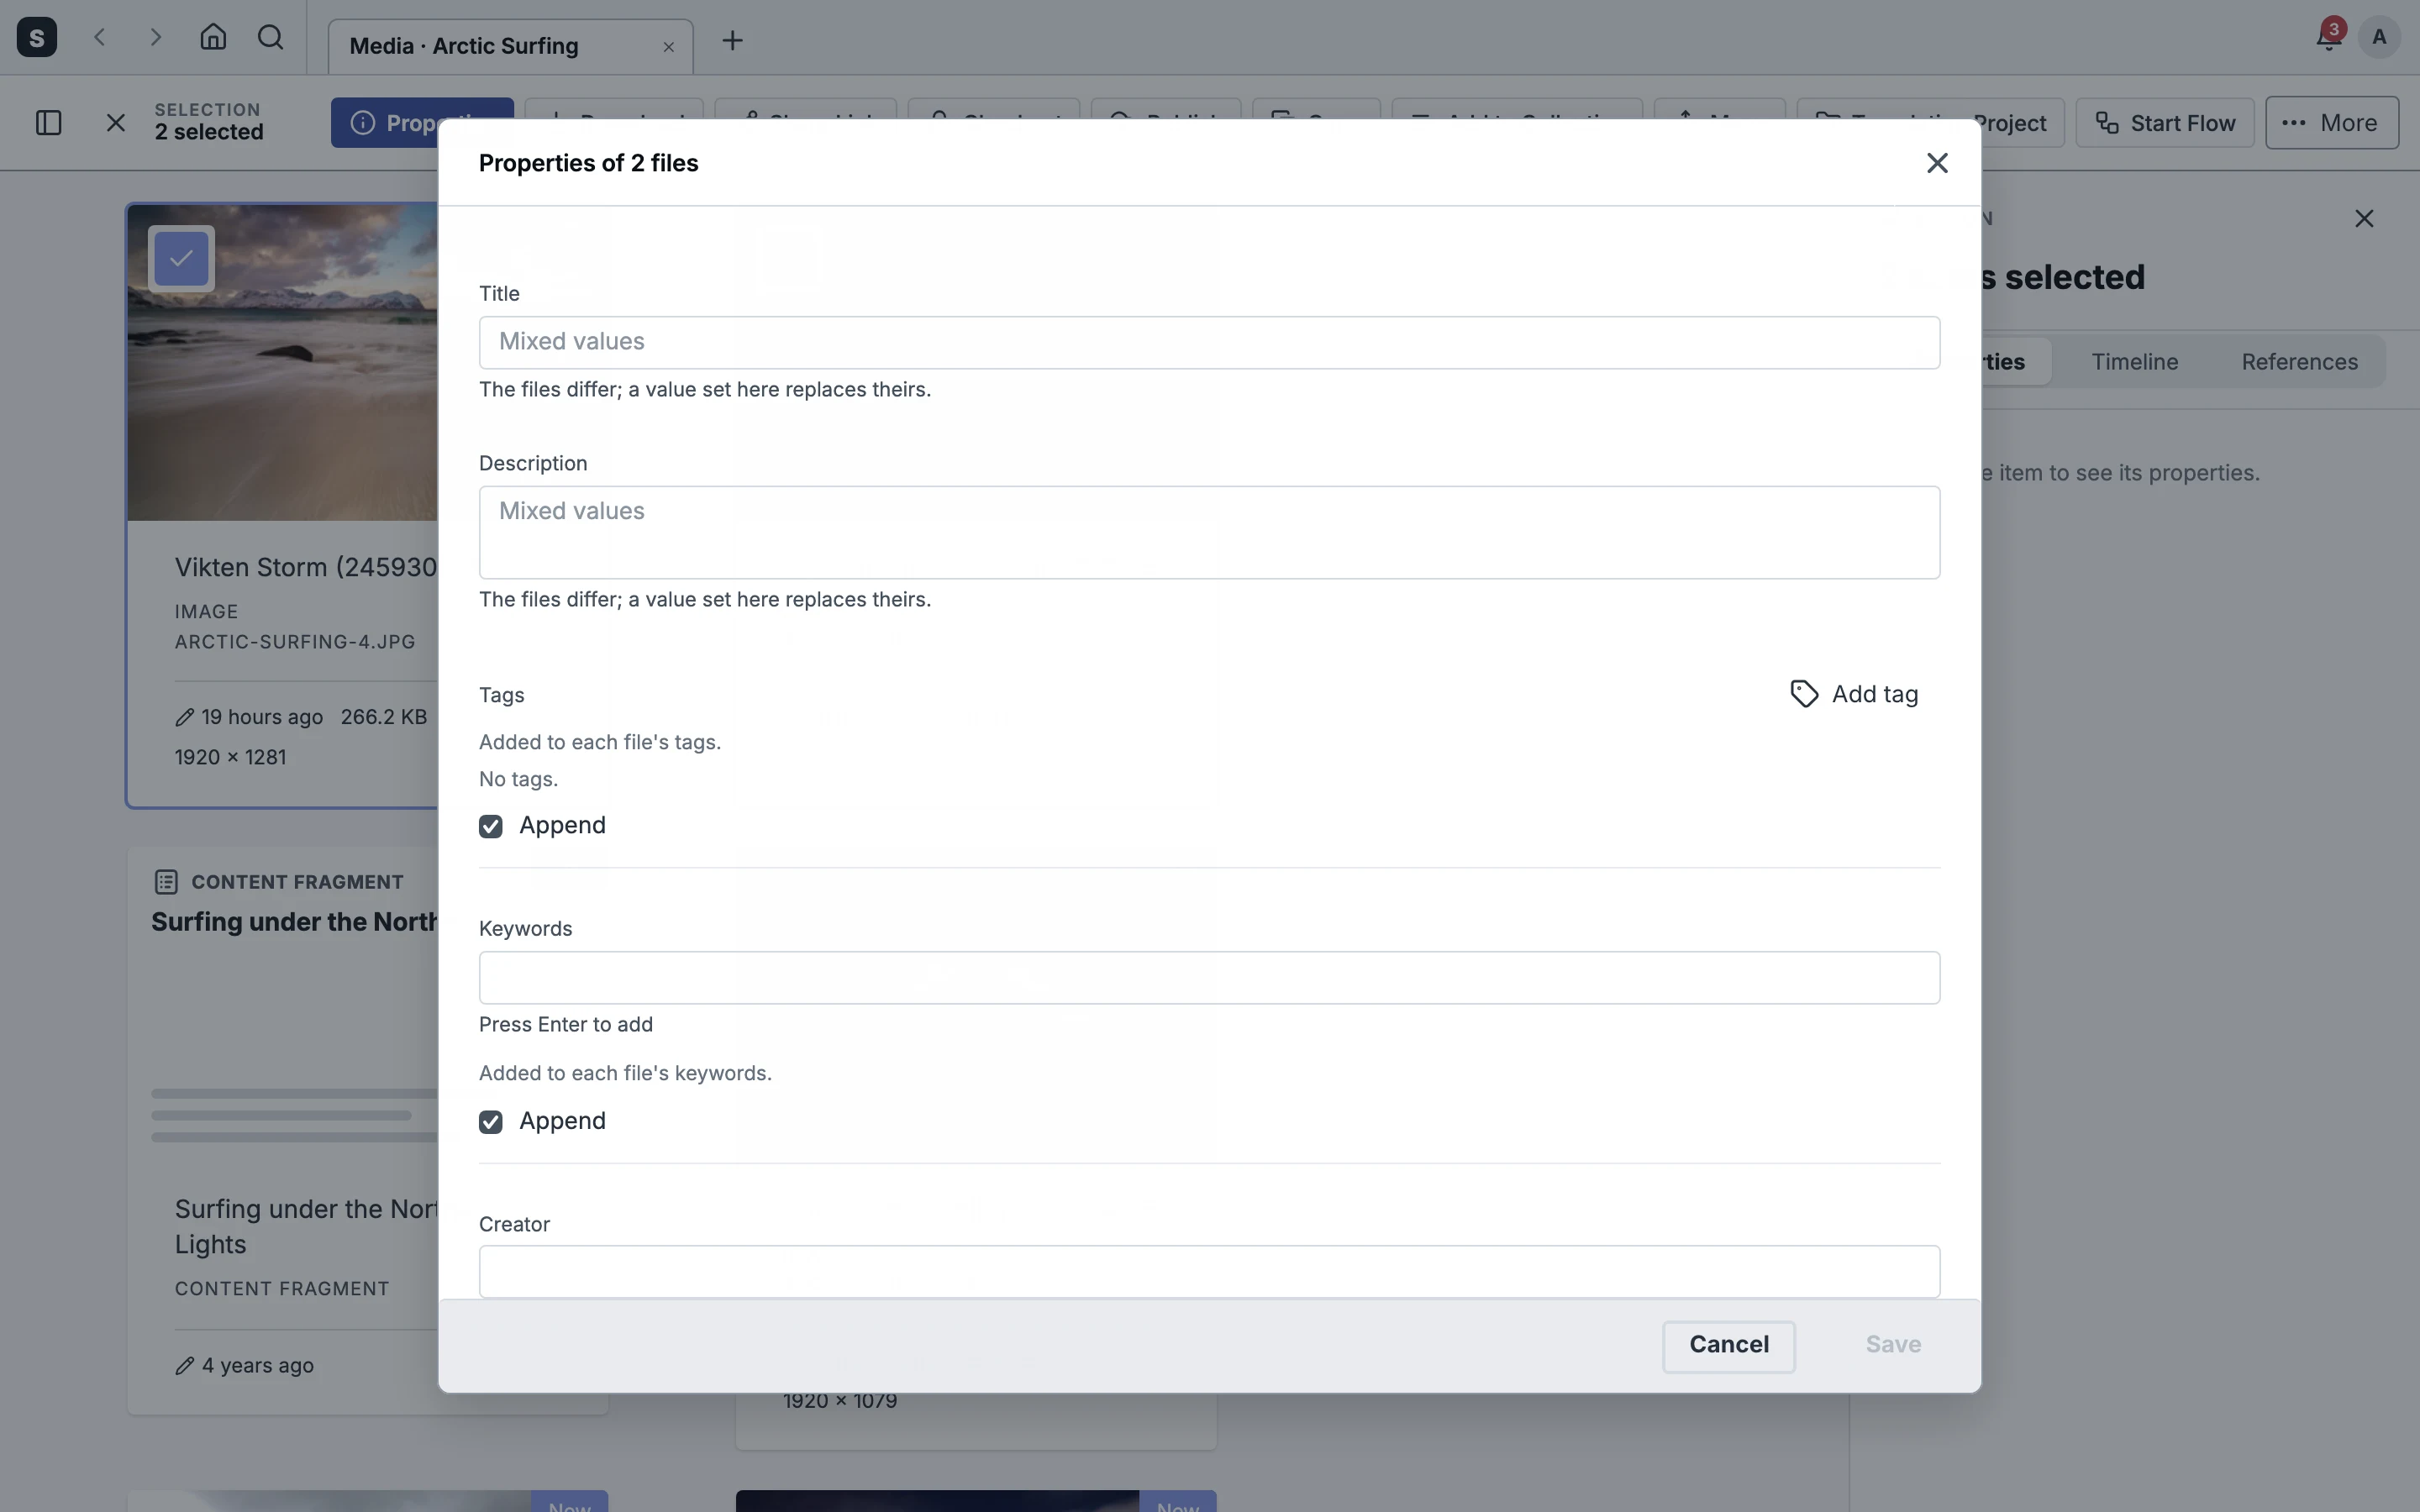 S
Media · Arctic Surfing
3
A
SELECTION
2 selected
Project
Start Flow
More
Properties of 2 files
s selected
Title
Mixed values
The files differ; a value set here replaces theirs.
Timeline
References
Description
Mixed values
The files differ; a value set here replaces theirs.
e item to see its properties.
Vikten Storm (245930
IMAGE
ARCTIC-SURFING-4.JPG
19 hours ago 266.2 KB
1920 × 1281
Tags
Add tag
Added to each file's tags.
No tags.
Append
CONTENT FRAGMENT
Surfing under the North
Keywords
Press Enter to add
Added to each file's keywords.
Append
Surfing under the Nor
Lights
CONTENT FRAGMENT
4 years ago
Creator
Cancel
Save
1920 × 1079
New
New